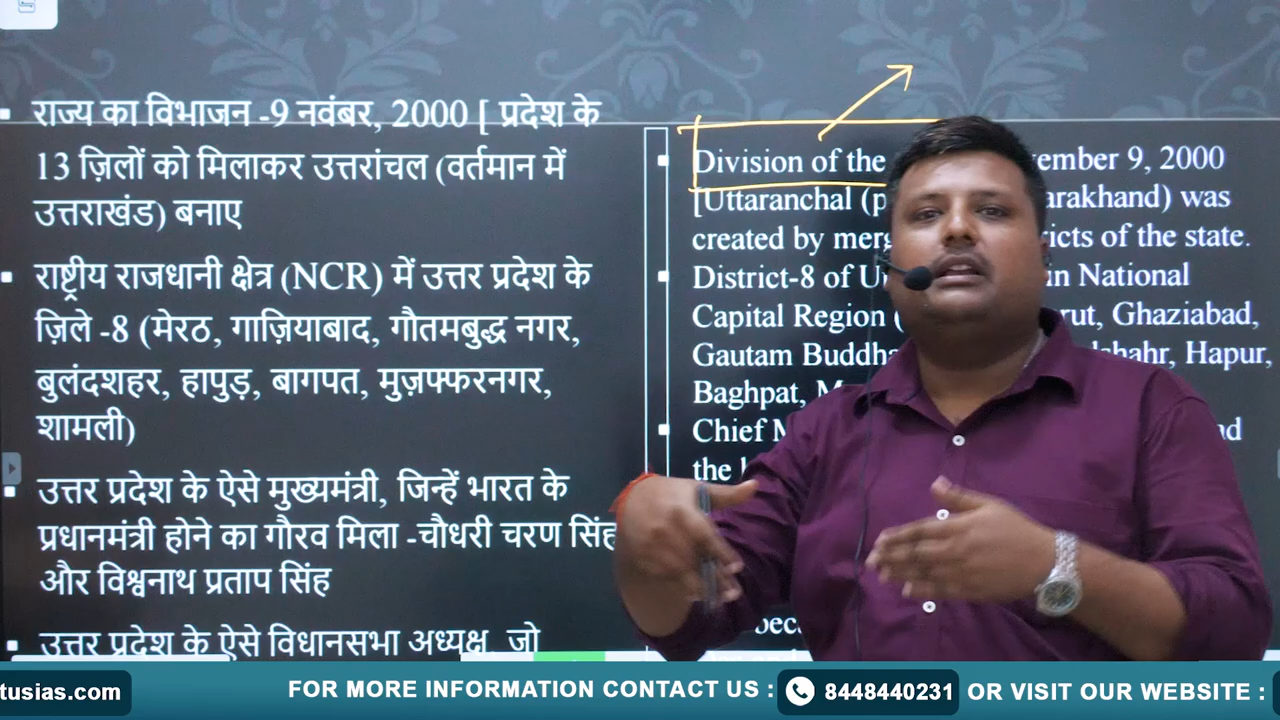 राज्य का विभाजन -9 नवंबर, 2000 [ प्रदेश के
13 ज़िलों को मिलाकर उत्तरांचल (वर्तमान में
उत्तराखंड) बनाए
राष्ट्रीय राजधानी क्षेत्र (NCR) में उत्तर प्रदेश के
ज़िले -8 (मेरठ, गाज़ियाबाद, गौतमबुद्ध नगर,
बुलंदशहर, हापुड़, बागपत, मुज़फ्फरनगर,
शामली)
उत्तर प्रदेश के ऐसे मुख्यमंत्री, जिन्हें भारत के
प्रधानमंत्री होने का गौरव मिला -चौधरी चरण सिंह
और विश्वनाथ प्रताप सिंह
उत्तर प्रदेश के ऐसे विधानसभा अध्यक्ष, जो
Division of the ember 9, 2000
[Uttaranchal (p arakhand) was
created by merg ricts of the state.
District-8 of U in National
Capital Region ( rut, Ghaziabad,
Gautam Buddha dshahr, Hapur,
Baghpat, M
Chief M
the
bec
tusias.com
FOR MORE INFORMATION CONTACT US :
8448440231
OR VISIT OUR WEBSITE :